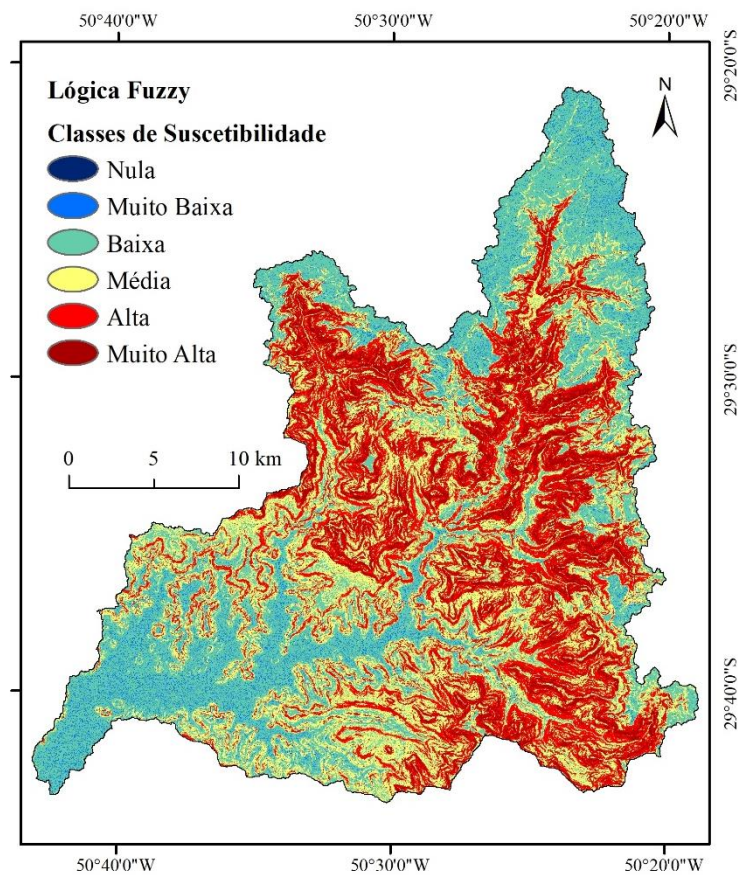 50°40'0"W 50°30'0"W 50°20'0"W
29°20'0"S
N
Lógica Fuzzy
Classes de Suscetibilidade
Nula
Muito Baixa
Baixa
Média
Alta
Muito Alta
29°30'0"S
0 5 10 km
29°40'0"S
50°40'0"W 50°30'0"W 50°20'0"W